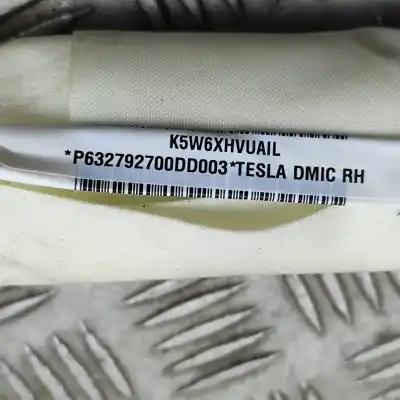 K5W6XHVUAIL
*P632792700DD003*TESLA DMIC RH